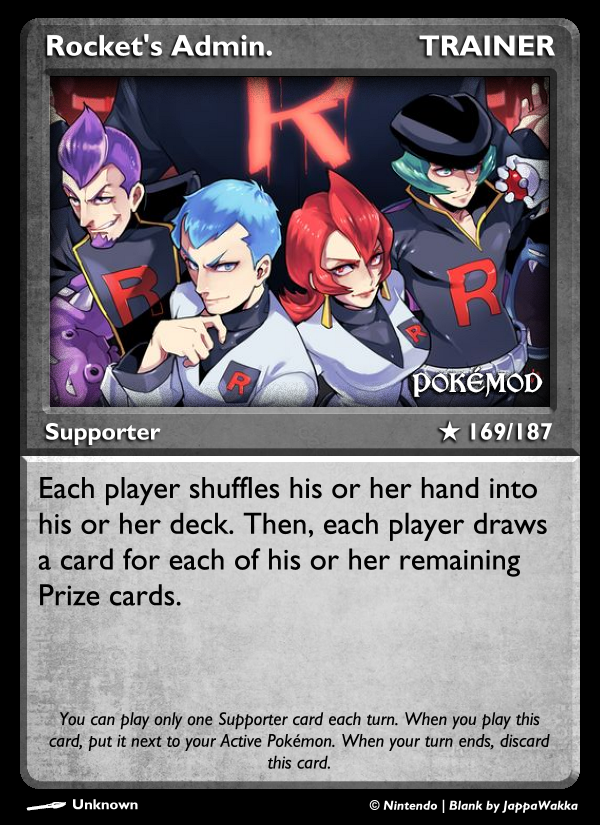 Rocket's Admin. TRAINER
R
R
R
R
R
POKÉMOD
Supporter ★ 169/187
Each player shuffles his or her hand into
his or her deck. Then, each player draws
a card for each of his or her remaining
Prize cards.
You can play only one Supporter card each turn. When you play this
card, put it next to your Active Pokémon. When your turn ends, discard
this card.
Unknown © Nintendo | Blank by JappaWakka